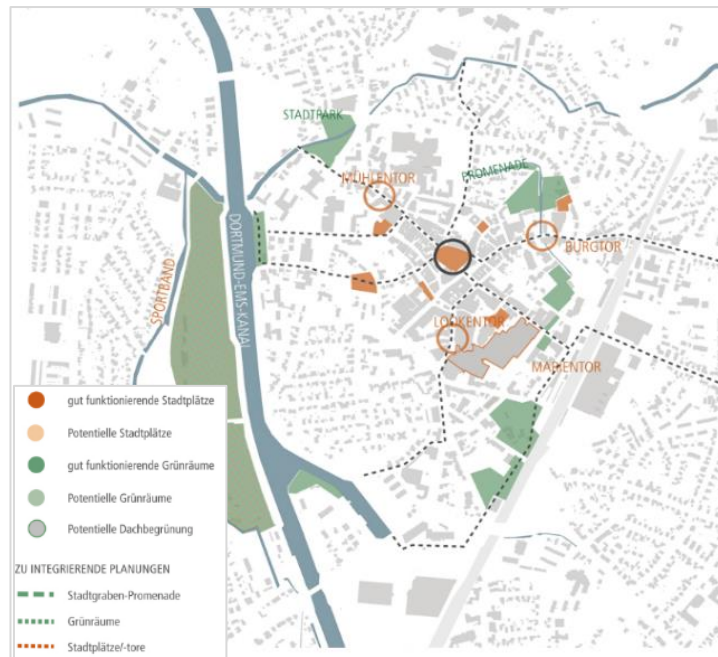 STADTPARK
MÜHLENTOR
PROMENADE
BURGTOR
DORTMUND-EMS-KANAL
SPORTBAND
LOOKENTOR
MARIENTOR
gut funktionierende Stadtplätze
Potentielle Stadtplätze
gut funktionierende Grünräume
Potentielle Grünräume
Potentielle Dachbegrünung
ZU INTEGRIERENDE PLANUNGEN
Stadtgraben-Promenade
Grünräume
Stadtplätze/-tore